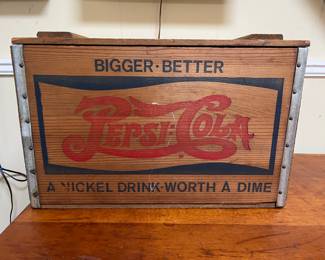 BIGGER·BETTER
PEPSI-COLA
A NICKEL DRINK-WORTH A DIME